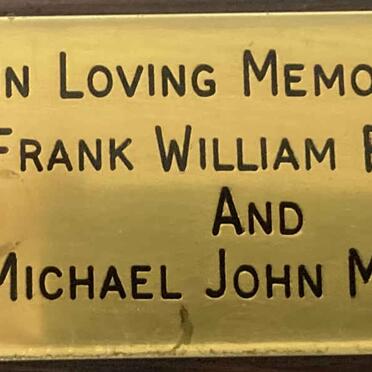 N LOVING MEMO
FRANK WILLIAM
AND
MICHAEL JOHN M